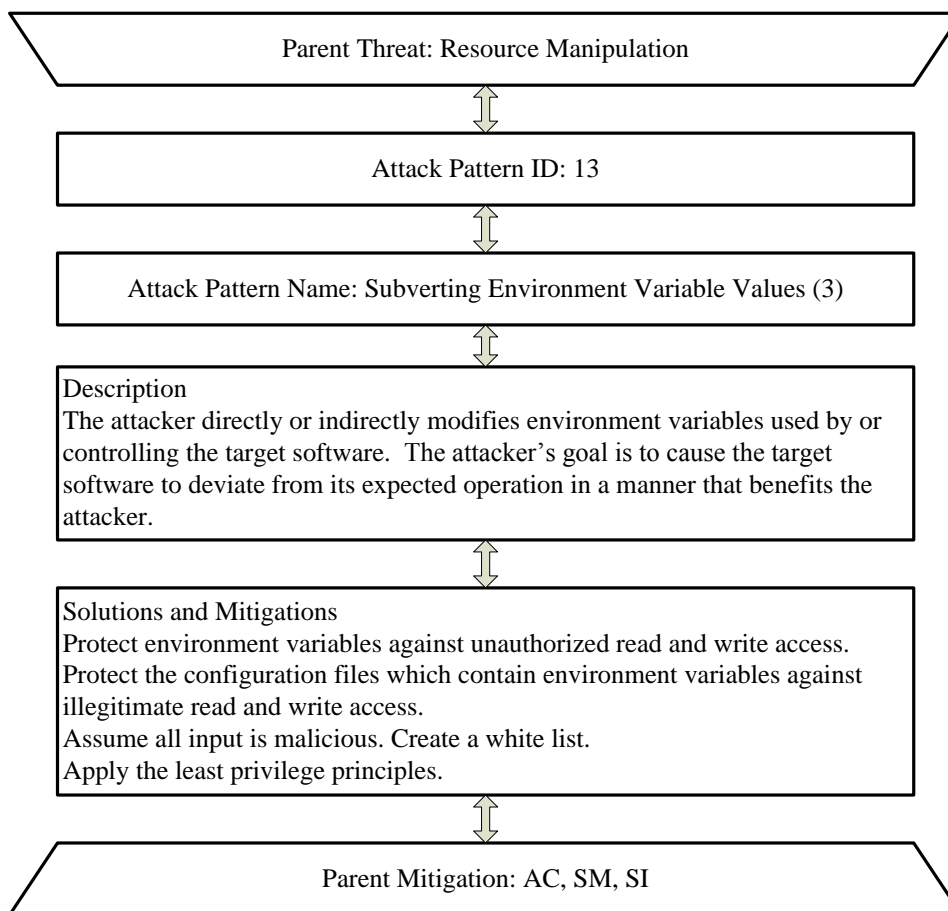 Parent Threat: Resource Manipulation
Attack Pattern ID: 13
Attack Pattern Name: Subverting Environment Variable Values (3)
Description
The attacker directly or indirectly modifies environment variables used by or
controlling the target software.  The attacker’s goal is to cause the target
software to deviate from its expected operation in a manner that benefits the
attacker.
Solutions and Mitigations
Protect environment variables against unauthorized read and write access.
Protect the configuration files which contain environment variables against
illegitimate read and write access.
Assume all input is malicious. Create a white list.
Apply the least privilege principles.
Parent Mitigation: AC, SM, SI